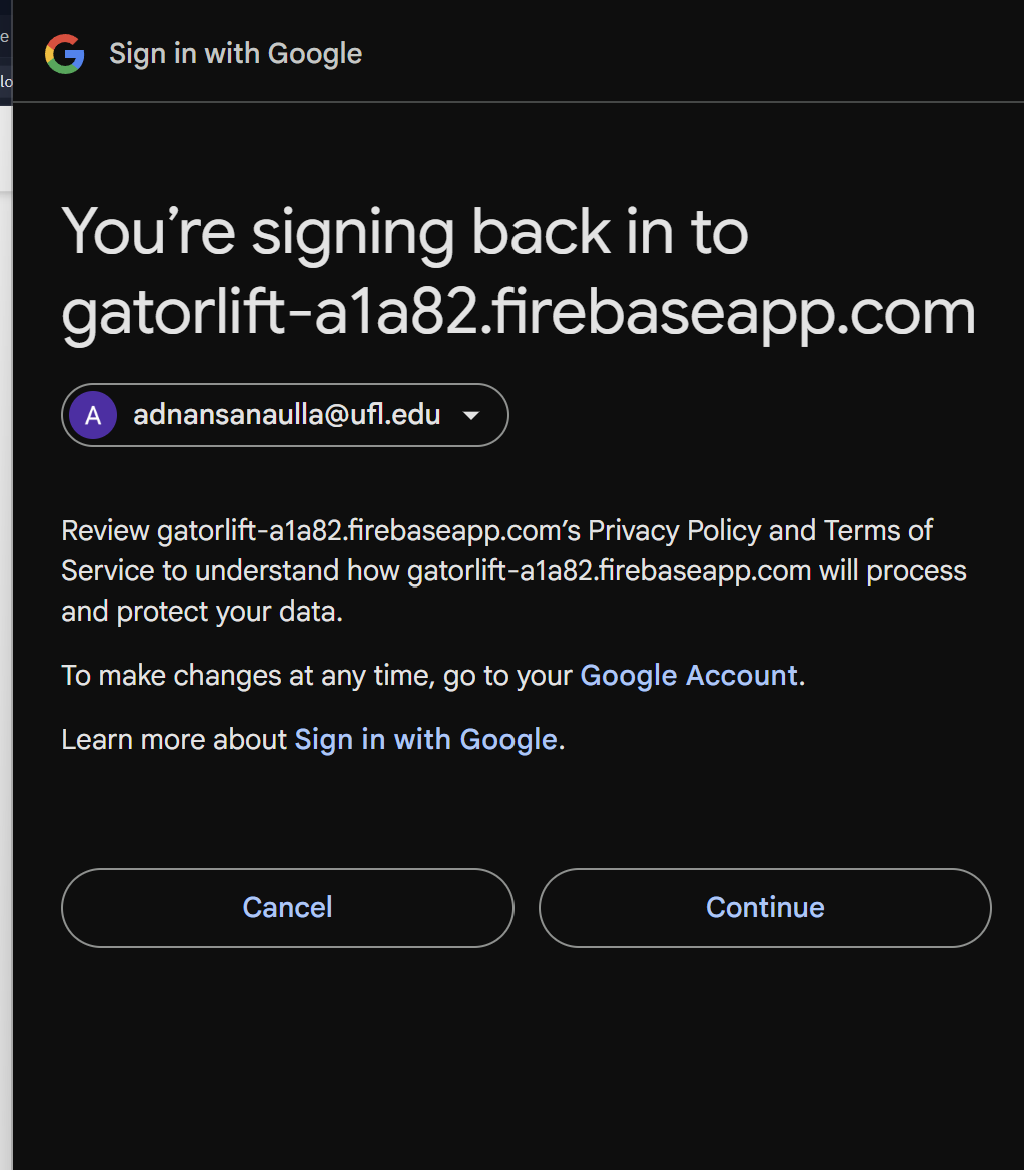 Sign in with Google
You’re signing back in to
gatorlift-a1a82.firebaseapp.com
A adnansanaulla@ufl.edu
Review gatorlift-a1a82.firebaseapp.com’s Privacy Policy and Terms of
Service to understand how gatorlift-a1a82.firebaseapp.com will process
and protect your data.
To make changes at any time, go to your Google Account.
Learn more about Sign in with Google.
Cancel Continue